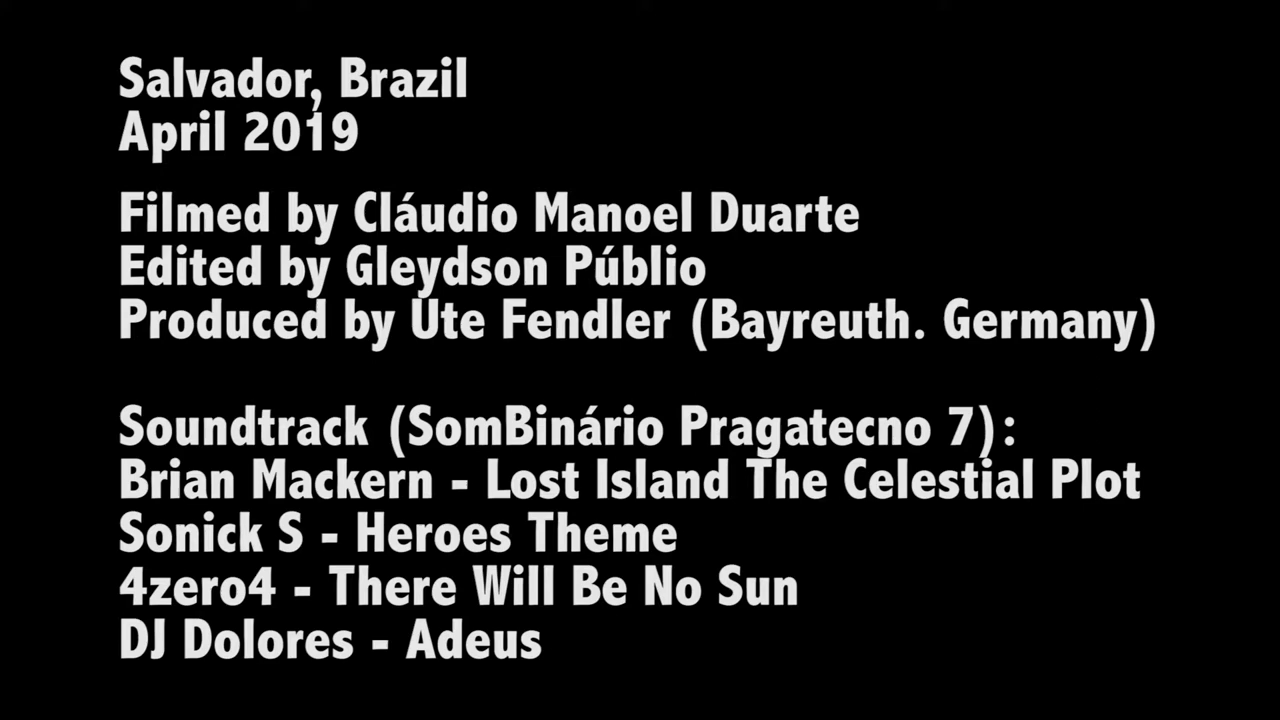 Salvador, Brazil
April 2019
Filmed by Cláudio Manoel Duarte
Edited by Gleydson Públio
Produced by Ute Fendler (Bayreuth. Germany)
Soundtrack (SomBinário Pragatecno 7):
Brian Mackern - Lost Island The Celestial Plot
Sonick S - Heroes Theme
4zero4 - There Will Be No Sun
DJ Dolores - Adeus